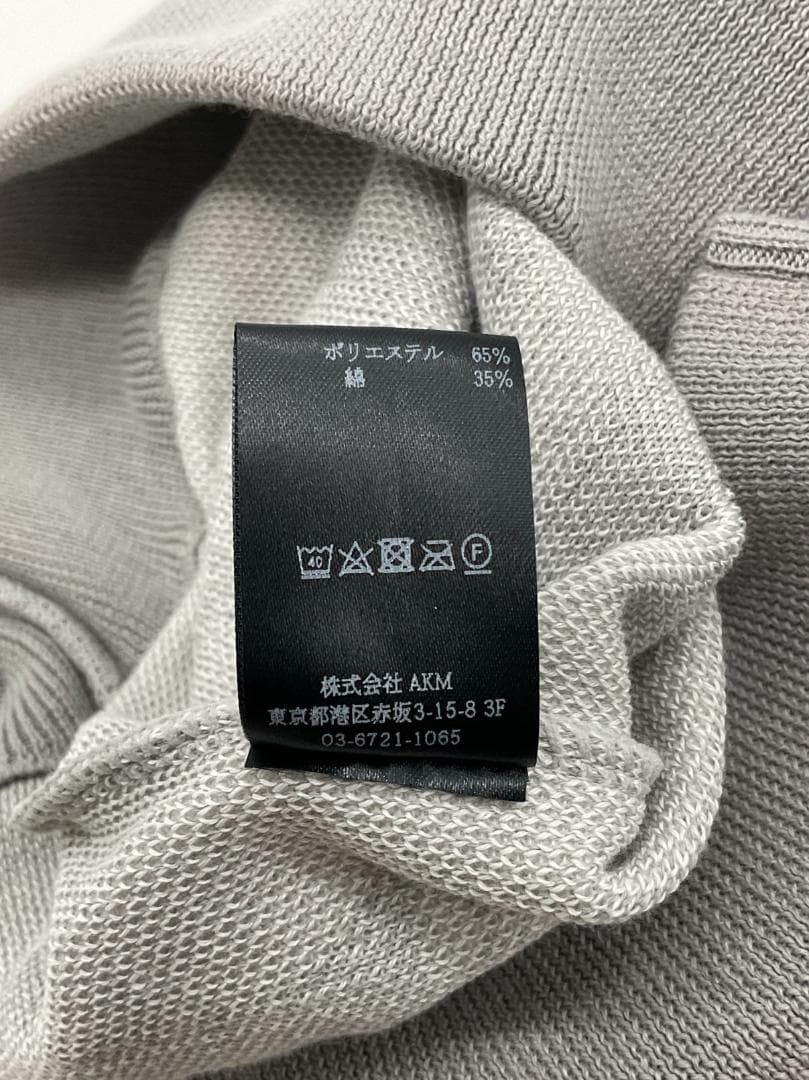 ポリエステル 65%
綿 35%
40 F
株式会社 AKM
東京都港区赤坂3-15-8 3F
03-6721-1065